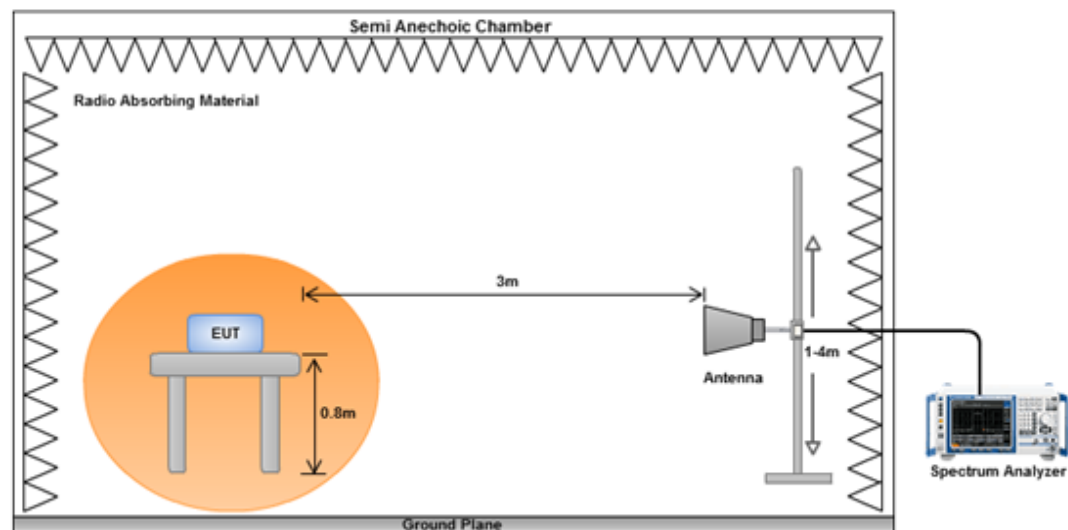 Semi Anechoic Chamber
Radio Absorbing Material
3m
EUT
1-4m
Antenna
0.8m
Spectrum Analyzer
Ground Plane